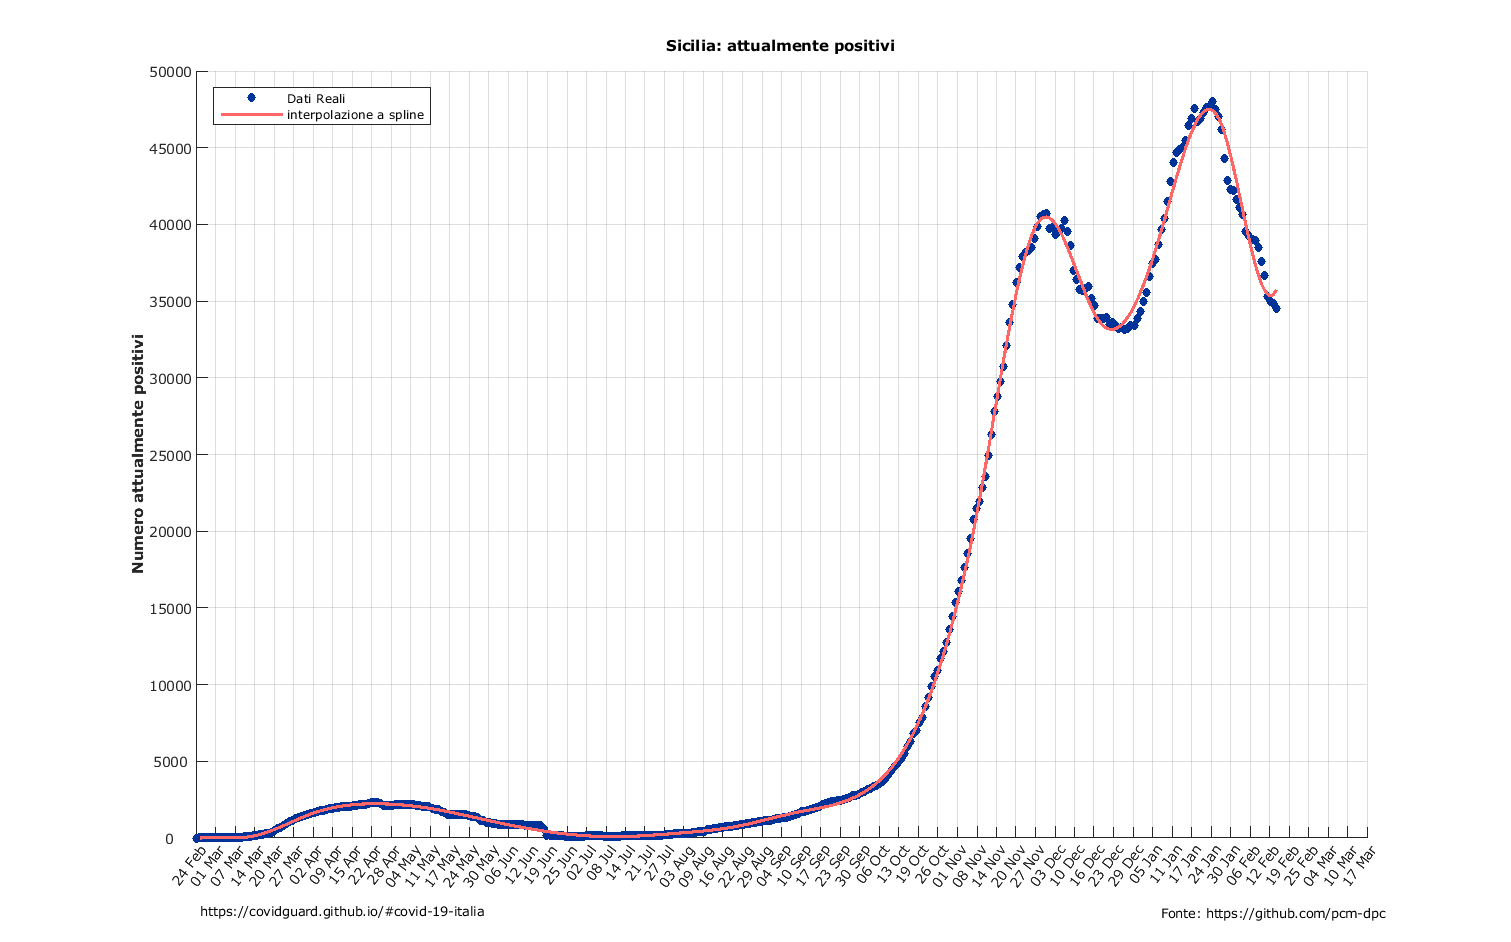 Sicilia: attualmente positivi
Dati Reali
interpolazione a spline
Numero attualmente positivi
50000
45000
40000
35000
30000
25000
20000
15000
10000
5000
0
24 Feb
01 Mar
07 Mar
14 Mar
20 Mar
27 Mar
02 Apr
09 Apr
15 Apr
22 Apr
28 Apr
04 May
11 May
17 May
24 May
30 May
06 Jun
12 Jun
19 Jun
25 Jun
02 Jul
08 Jul
14 Jul
21 Jul
27 Jul
03 Aug
09 Aug
16 Aug
22 Aug
29 Aug
04 Sep
10 Sep
17 Sep
23 Sep
30 Sep
06 Oct
13 Oct
19 Oct
26 Oct
01 Nov
08 Nov
14 Nov
20 Nov
27 Nov
03 Dec
10 Dec
16 Dec
23 Dec
29 Dec
05 Jan
11 Jan
17 Jan
24 Jan
30 Jan
06 Feb
12 Feb
19 Feb
25 Feb
04 Mar
10 Mar
17 Mar
https://covidguard.github.io/#covid-19-italia
Fonte: https://github.com/pcm-dpc